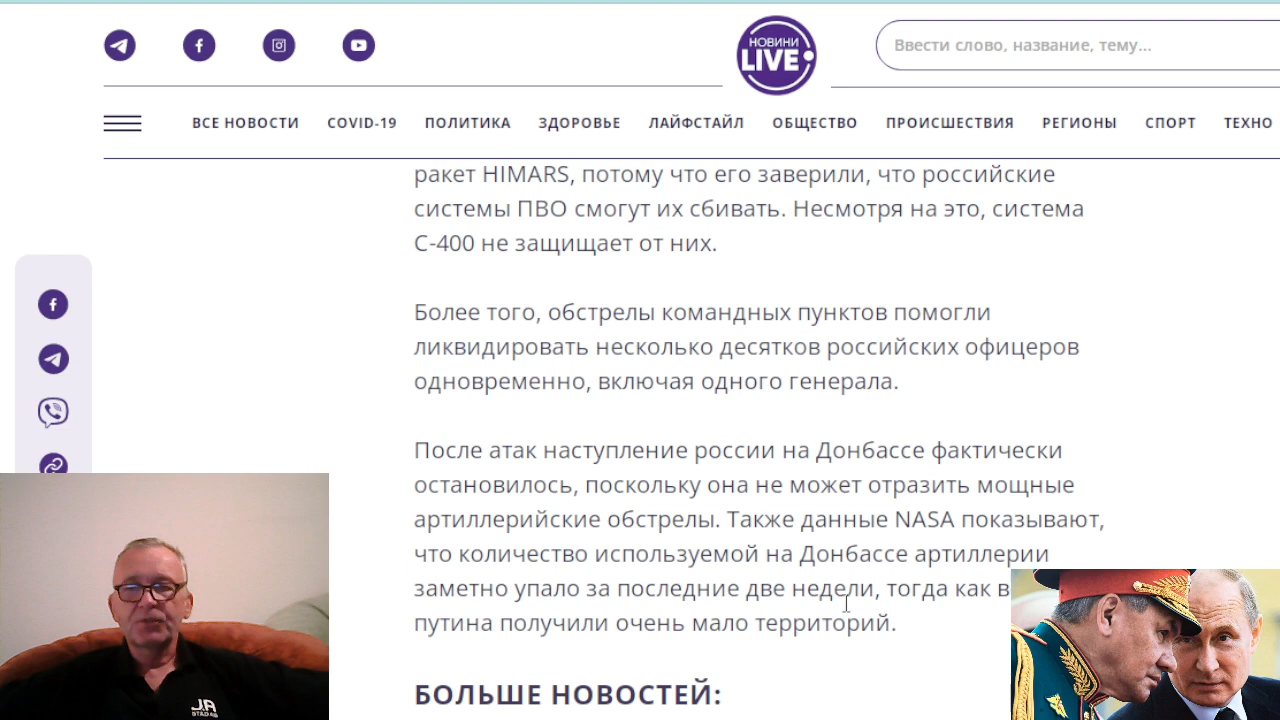 НОВИНИ
LIVE
Ввести слово, название, тему...
ВСЕ НОВОСТИ COVID-19 ПОЛИТИКА ЗДОРОВЬЕ ЛАЙФСТАЙЛ ОБЩЕСТВО ПРОИСШЕСТВИЯ РЕГИОНЫ СПОРТ ТЕХНО
ракет HIMARS, потому что его заверили, что российские
системы ПВО смогут их сбивать. Несмотря на это, система
С-400 не защищает от них.
Более того, обстрелы командных пунктов помогли
ликвидировать несколько десятков российских офицеров
одновременно, включая одного генерала.
После атак наступление россии на Донбассе фактически
остановилось, поскольку она не может отразить мощные
артиллерийские обстрелы. Также данные NASA показывают,
что количество используемой на Донбассе артиллерии
заметно упало за последние две недели, тогда как в
путина получили очень мало территорий.
БОЛЬШЕ НОВОСТЕЙ:
JA